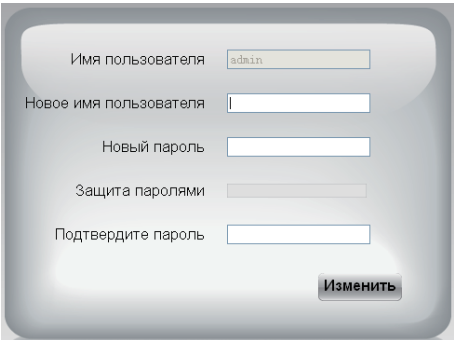 Имя пользователя admin
Новое имя пользователя
Новый пароль
Защита паролями
Подтвердите пароль
Изменить